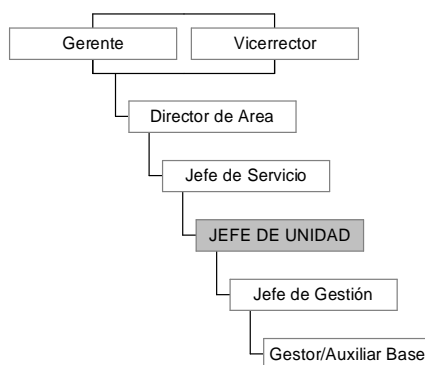 Gerente
Vicerrector
Director de Area
Jefe de Servicio
JEFE DE UNIDAD
Jefe de Gestión
Gestor/Auxiliar Base